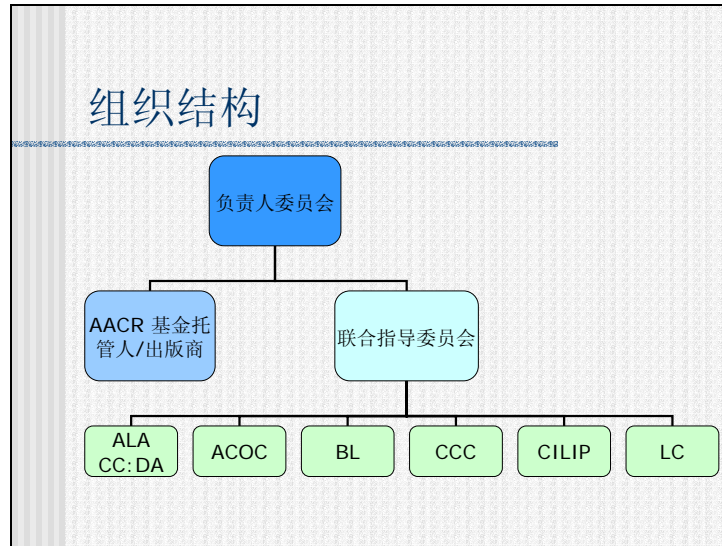 组织结构
负责人委员会
AACR 基金托
管人/出版商
联合指导委员会
ALA
CC:DA
ACOC
BL
CCC
CILIP
LC